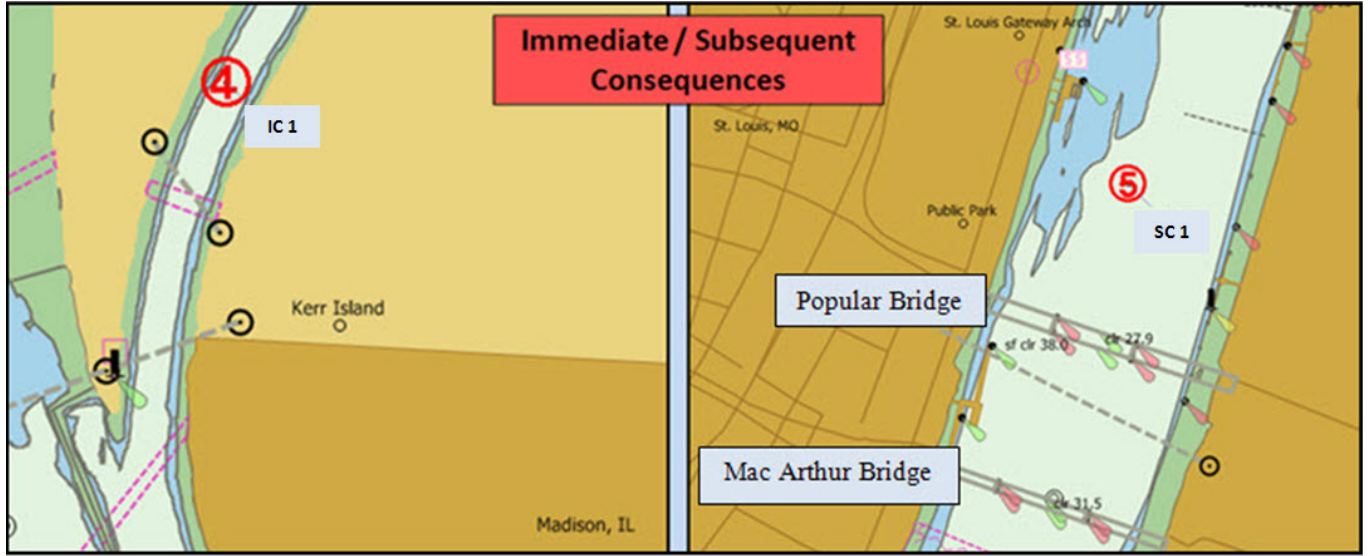 Immediate / Subsequent
Consequences
④
IC 1
Kerr Island
Madison, IL
St. Louis Gateway Arch
SS
St. Louis, MO
⑤
SC 1
Public Park
Popular Bridge
sf clr 38.0
clr 27.9
Mac Arthur Bridge
clr 31.5